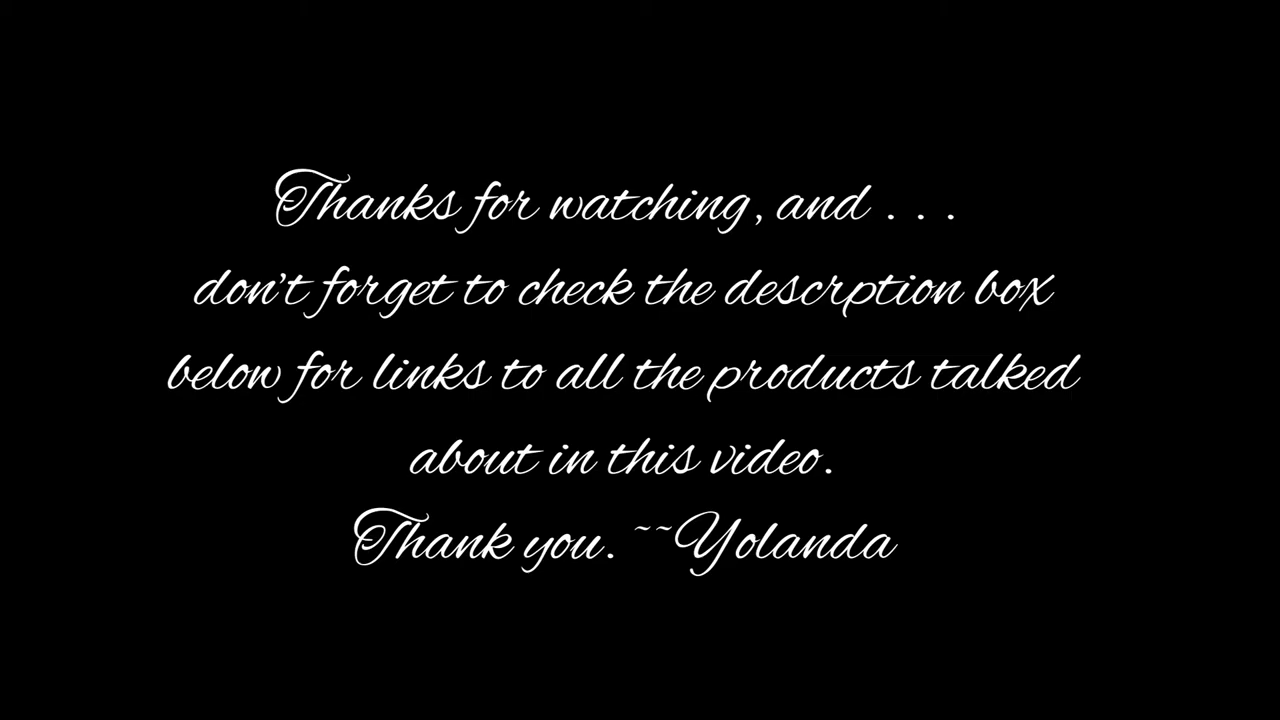 Thanks for watching, and . . .
don't forget to check the descrption box
below for links to all the products talked
about in this video.
Thank you. ~~Yolanda